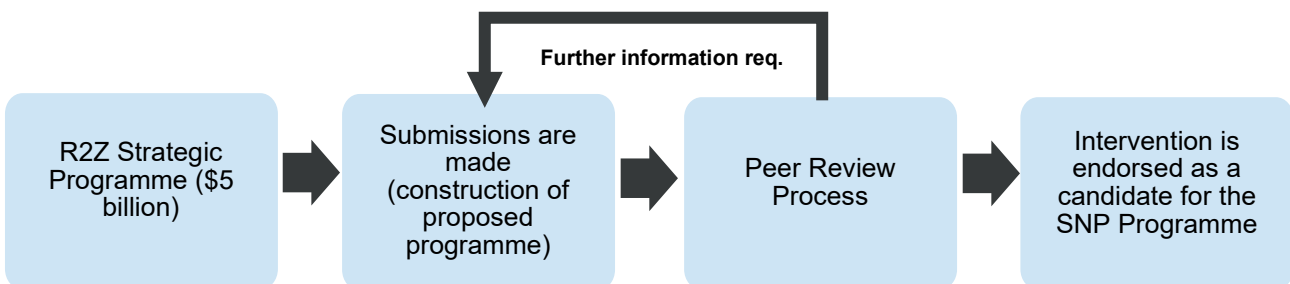 Further information req.
R2Z Strategic
Programme ($5
billion)
Submissions are
made
(construction of
proposed
programme)
Peer Review
Process
Intervention is
endorsed as a
candidate for the
SNP Programme